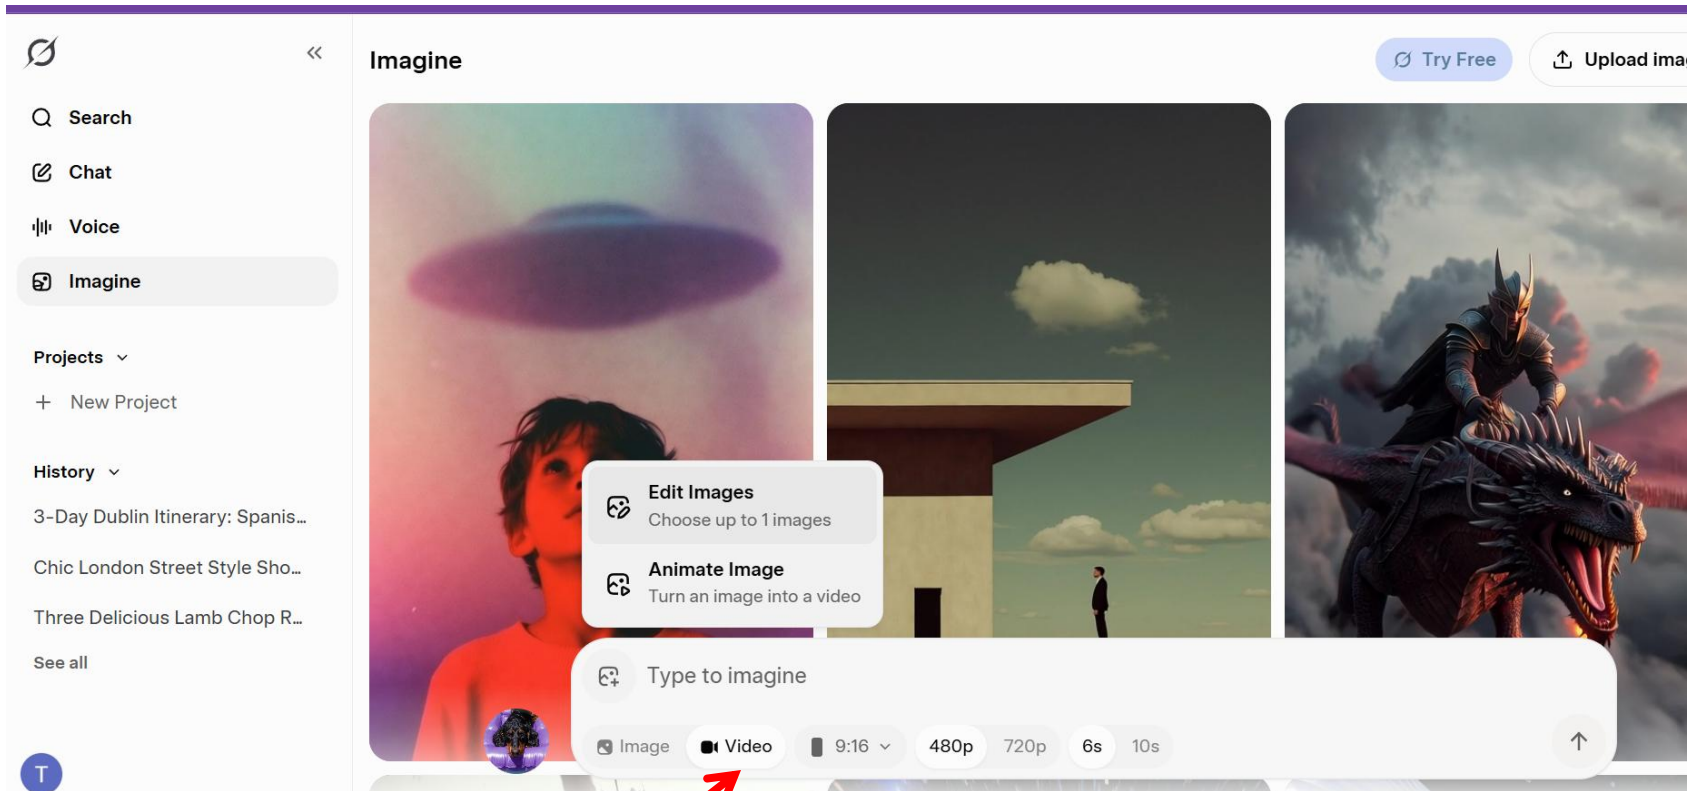 Imagine
Try Free
Upload imag
Search
Chat
Voice
Imagine
Projects
New Project
History
3-Day Dublin Itinerary: Spanis...
Chic London Street Style Sho...
Three Delicious Lamb Chop R...
See all
T
Edit Images
Choose up to 1 images
Animate Image
Turn an image into a video
Type to imagine
Image Video 9:16 480p 720p 6s 10s